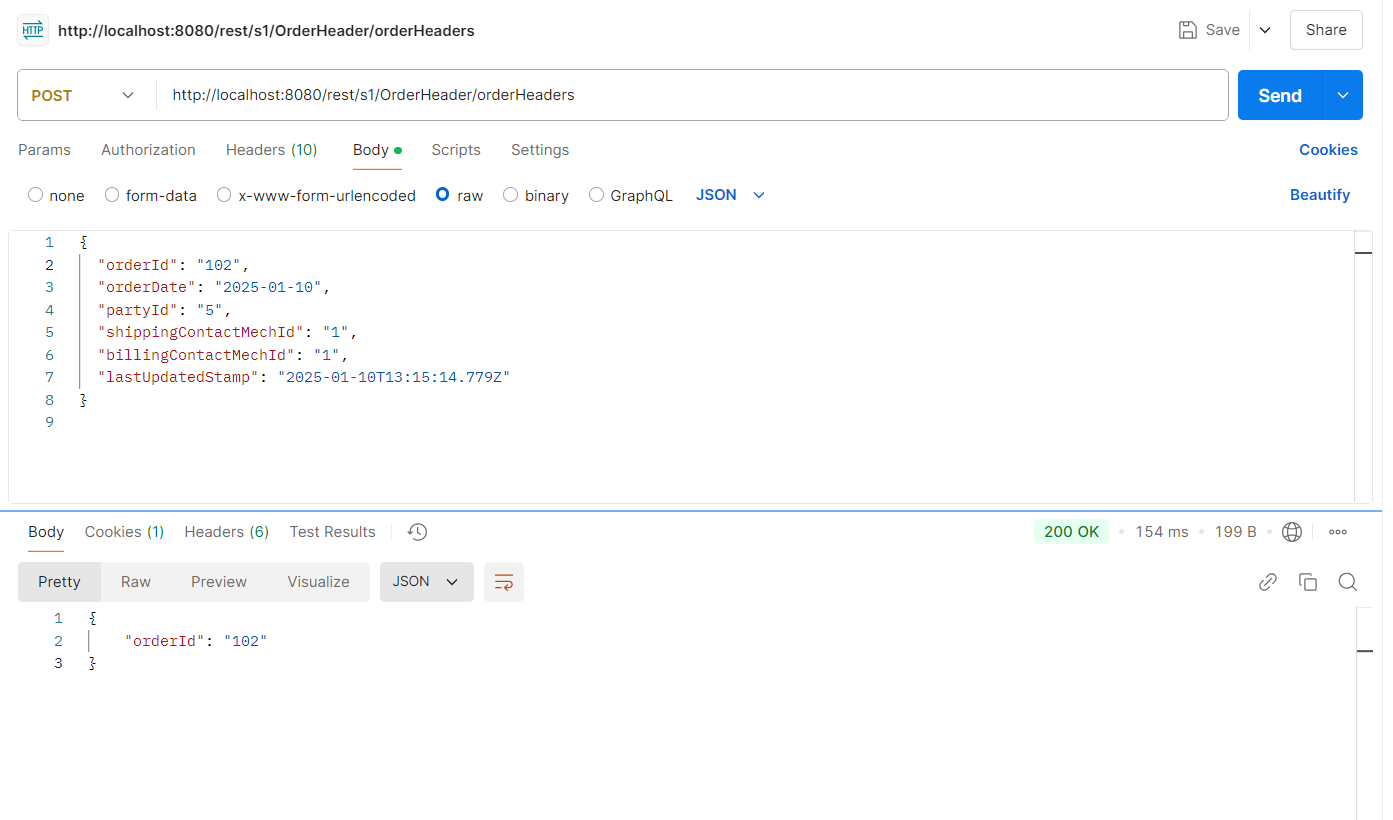 HTTP http://localhost:8080/rest/s1/OrderHeader/orderHeaders Save Share
POST http://localhost:8080/rest/s1/OrderHeader/orderHeaders Send
Params Authorization Headers (10) Body Scripts Settings Cookies
none form-data x-www-form-urlencoded raw binary GraphQL JSON Beautify
1 {
2 "orderId": "102",
3 "orderDate": "2025-01-10",
4 "partyId": "5",
5 "shippingContactMechId": "1",
6 "billingContactMechId": "1",
7 "lastUpdatedStamp": "2025-01-10T13:15:14.779Z"
8 }
9
Body Cookies (1) Headers (6) Test Results 200 OK 154 ms 199 B
Pretty Raw Preview Visualize JSON
1 {
2 "orderId": "102"
3 }